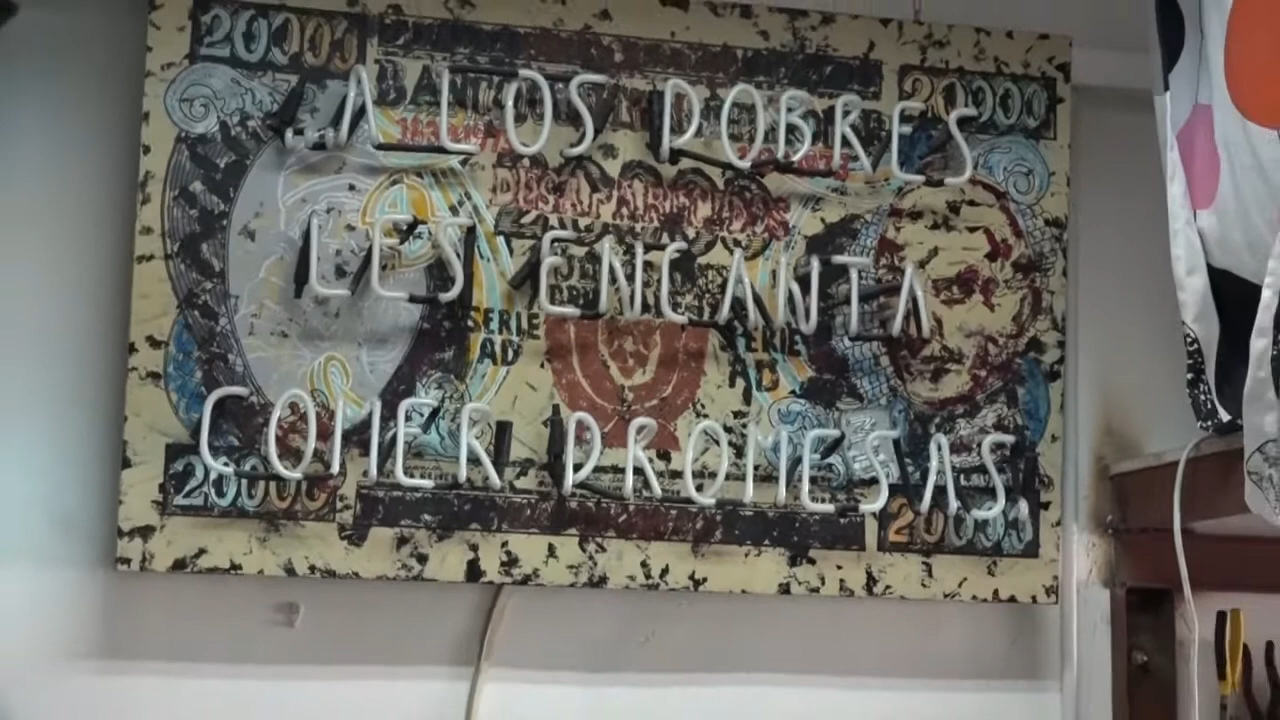 20000
20000
A LOS POBRES
DESAPARECIDOS
LES ENCANTA
SERIE
AD
SERIE
AD
COMER PROMESAS
20000
20000